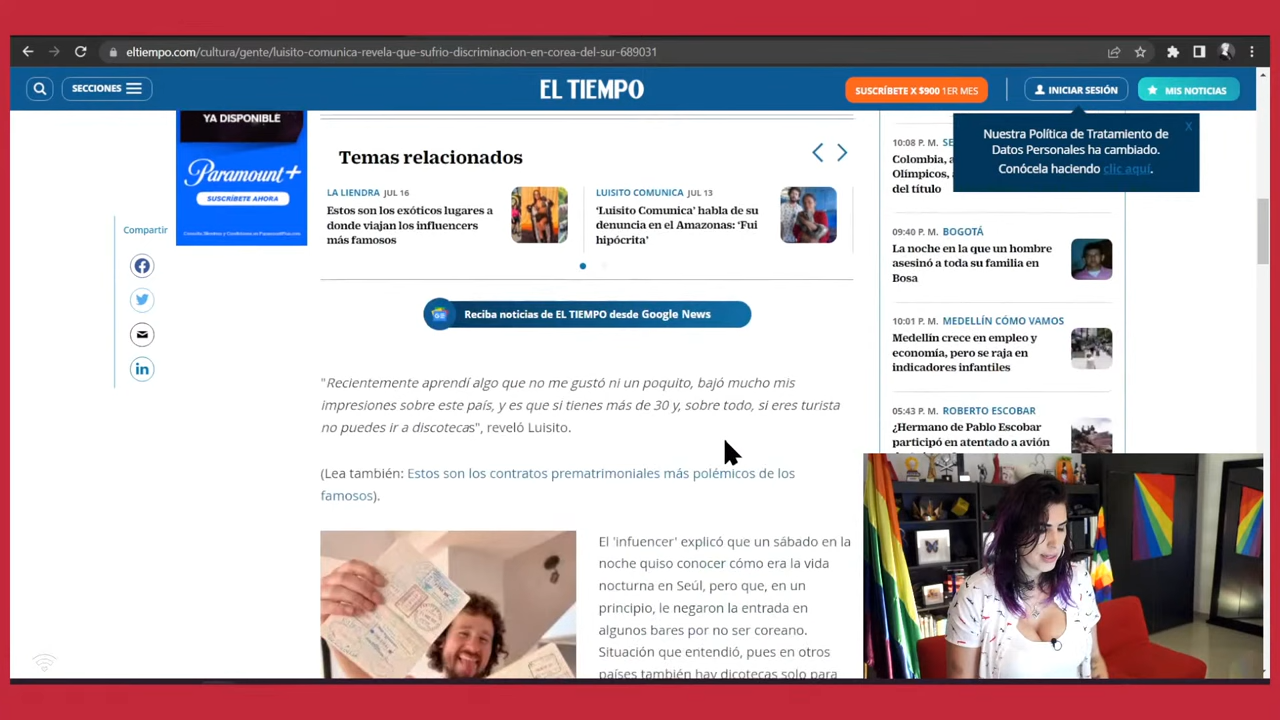 eltiempo.com/cultura/gente/luisito-comunica-revela-que-sufrio-discriminacion-en-corea-del-sur-689031
SECCIONES
EL TIEMPO
SUSCRÍBETE X $900 1ER MES
INICIAR SESIÓN
MIS NOTICIAS
Nuestra Política de Tratamiento de
Datos Personales ha cambiado.
Conócela haciendo clic aquí.
X
YA DISPONIBLE
Paramount+
SUSCRÍBETE AHORA
Compartir
Temas relacionados
LA LIENDRA JUL 16
Estos son los exóticos lugares a
donde viajan los influencers
más famosos
LUISITO COMUNICA JUL 13
‘Luisito Comunica’ habla de su
denuncia en el Amazonas: ‘Fui
hipócrita’
Reciba noticias de EL TIEMPO desde Google News
"Recientemente aprendí algo que no me gustó ni un poquito, bajó mucho mis
impresiones sobre este país, y es que si tienes más de 30 y, sobre todo, si eres turista
no puedes ir a discotecas", reveló Luisito.
(Lea también: Estos son los contratos prematrimoniales más polémicos de los
famosos).
El 'infuencer' explicó que un sábado en la
noche quiso conocer cómo era la vida
nocturna en Seúl, pero que, en un
principio, le negaron la entrada en
algunos bares por no ser coreano.
Situación que entendió, pues en otros
países también hay dicotecas solo para
10:08 P. M. SE
Colombia, a
Olímpicos,
del título
09:40 P. M. BOGOTÁ
La noche en la que un hombre
asesinó a toda su familia en
Bosa
10:01 P. M. MEDELLÍN CÓMO VAMOS
Medellín crece en empleo y
economía, pero se raja en
indicadores infantiles
05:43 P. M. ROBERTO ESCOBAR
¿Hermano de Pablo Escobar
participó en atentado a avión